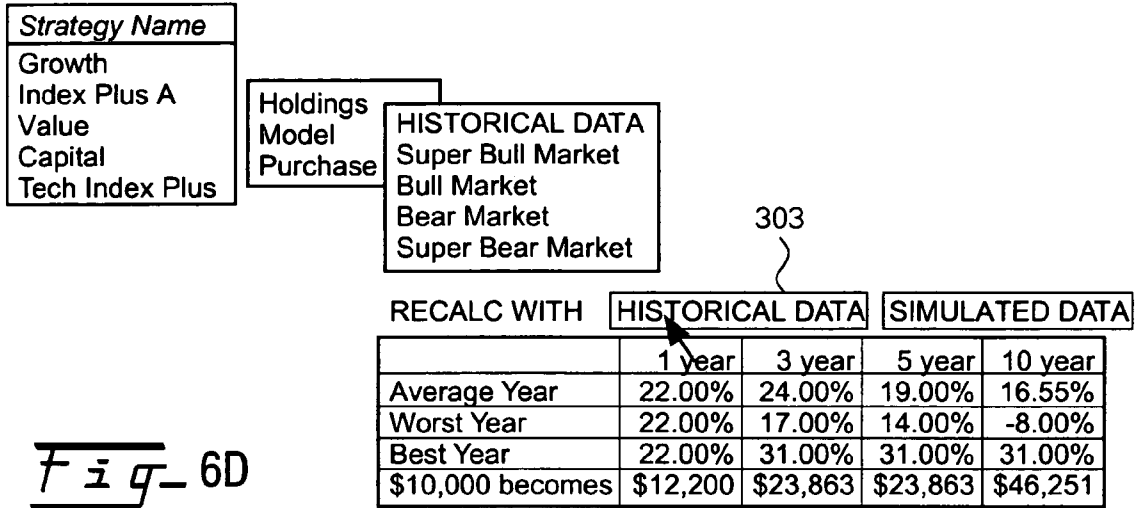 Strategy Name
Growth
Index Plus A
Value
Capital
Tech Index Plus
Holdings
Model
Purchase
HISTORICAL DATA
Super Bull Market
Bull Market
Bear Market
Super Bear Market
303
RECALC WITH HISTORICAL DATA SIMULATED DATA
1 year 3 year 5 year 10 year
Average Year 22.00% 24.00% 19.00% 16.55%
Worst Year 22.00% 17.00% 14.00% -8.00%
Best Year 22.00% 31.00% 31.00% 31.00%
$10,000 becomes $12,200 $23,863 $23,863 $46,251
Fig_ 6D